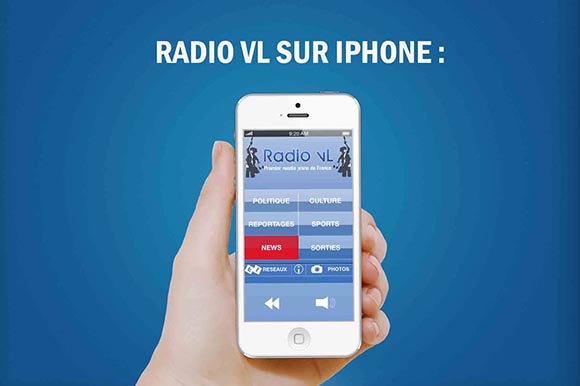 RADIO VL SUR IPHONE :
9:20 AM
Radio VL
Premier media jeune de France
POLITIQUE CULTURE
REPORTAGES SPORTS
NEWS SORTIES
RESEAUX PHOTOS